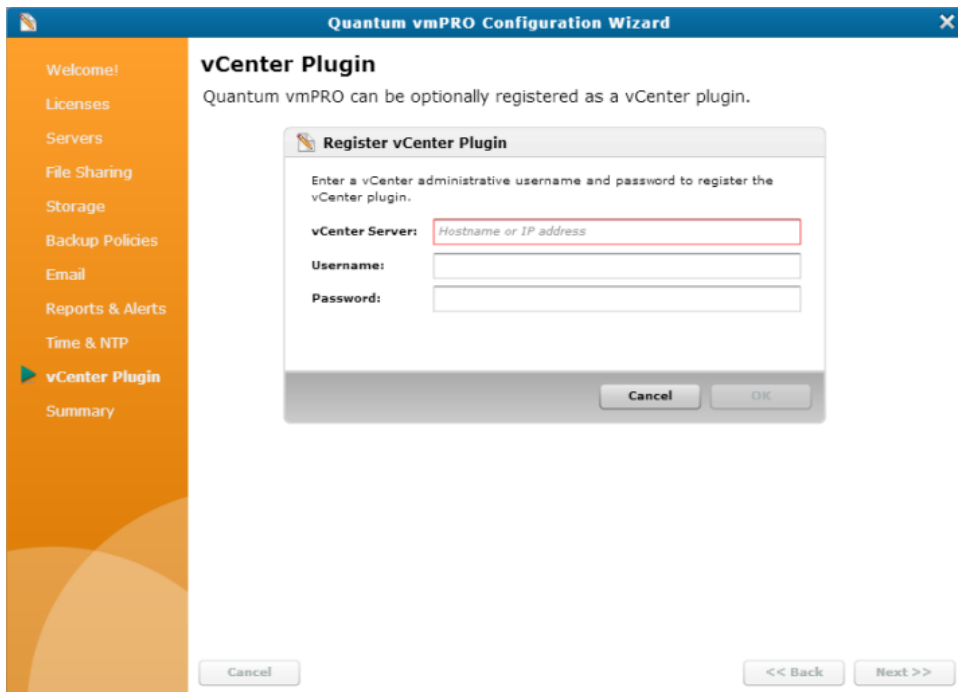 Quantum vmPRO Configuration Wizard
Welcome!
Licenses
Servers
File Sharing
Storage
Backup Policies
Email
Reports & Alerts
Time & NTP
vCenter Plugin
Summary
vCenter Plugin
Quantum vmPRO can be optionally registered as a vCenter plugin.
Register vCenter Plugin
Enter a vCenter administrative username and password to register the
vCenter plugin.
vCenter Server: Hostname or IP address
Username:
Password:
Cancel OK
Cancel << Back Next >>